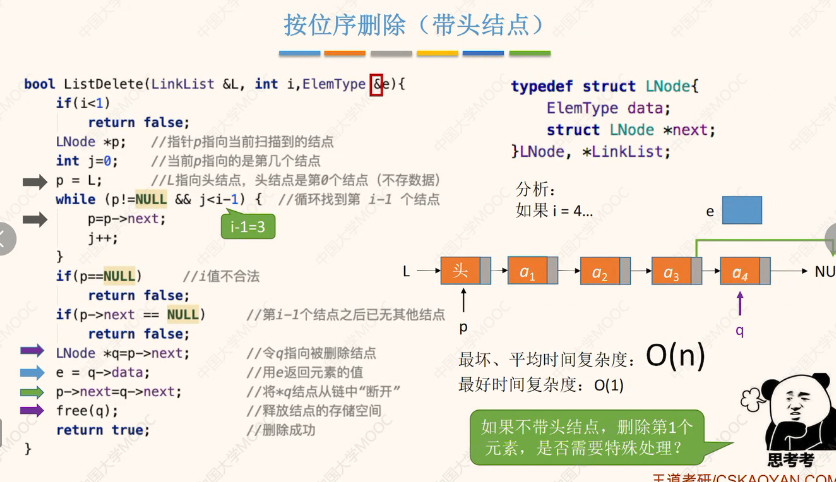 按位序删除（带头结点）
bool ListDelete(LinkList &L, int i,ElemType &e){
if(i<1)
return false;
LNode *p; //指针p指向当前扫描到的结点
int j=0; //当前p指向的是第几个结点
p = L; //L指向头结点，头结点是第0个结点（不存数据）
while (p!=NULL && j<i-1) { //循环找到第 i-1 个结点
p=p->next;
i-1=3
j++;
}
if(p==NULL) //i值不合法
return false;
if(p->next == NULL) //第i-1个结点之后已无其他结点
return false;
LNode *q=p->next; //令q指向被删除结点
e = q->data; //用e返回元素的值
p->next=q->next; //将*q结点从链中“断开”
free(q); //释放结点的存储空间
return true; //删除成功
}
typedef struct LNode{
ElemType data;
struct LNode *next;
}LNode, *LinkList;
分析：
如果 i = 4...
e
L 头 a1 a2 a3 a4 NU
p
q
最坏、平均时间复杂度：O(n)
最好时间复杂度：O(1)
如果不带头结点，删除第1个
元素，是否需要特殊处理？
思考考
王道考研/CSKAOYAN.COM
中国大学MOOC